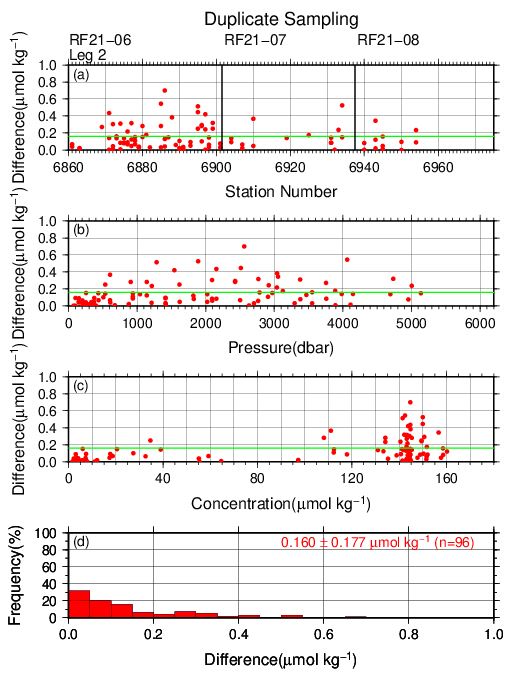 Duplicate Sampling
RF21−06 RF21−07 RF21−08
Leg 2
(a)
Difference(μmol kg⁻¹)
1.0
0.8
0.6
0.4
0.2
0.0
6860 6880 6900 6920 6940 6960
Station Number
(b)
Difference(μmol kg⁻¹)
1.0
0.8
0.6
0.4
0.2
0.0
0 1000 2000 3000 4000 5000 6000
Pressure(dbar)
(c)
Difference(μmol kg⁻¹)
1.0
0.8
0.6
0.4
0.2
0.0
0 40 80 120 160
Concentration(μmol kg⁻¹)
(d)
0.160 ± 0.177 μmol kg⁻¹ (n=96)
Frequency(%)
100
80
60
40
20
0
0.0 0.2 0.4 0.6 0.8 1.0
Difference(μmol kg⁻¹)